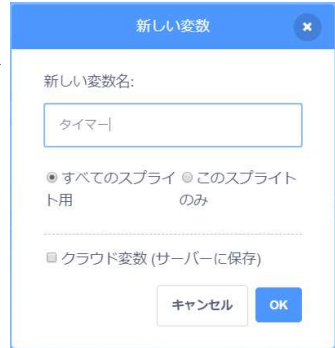 新しい変数
新しい変数名:
タイマー
すべてのスプライ
ト用
このスプライト
のみ
クラウド変数 (サーバーに保存)
キャンセル
OK